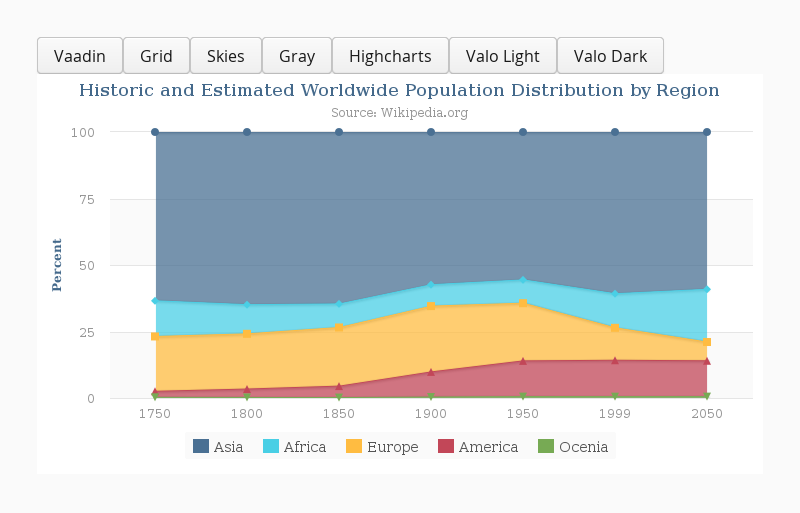 Vaadin Grid Skies Gray Highcharts Valo Light Valo Dark
Historic and Estimated Worldwide Population Distribution by Region
Source: Wikipedia.org
Percent
100
75
50
25
0
1750 1800 1850 1900 1950 1999 2050
Asia Africa Europe America Ocenia